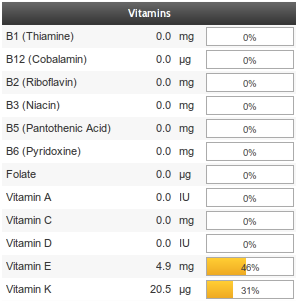 Vitamins
B1 (Thiamine) 0.0 mg 0%
B12 (Cobalamin) 0.0 µg 0%
B2 (Riboflavin) 0.0 mg 0%
B3 (Niacin) 0.0 mg 0%
B5 (Pantothenic Acid) 0.0 mg 0%
B6 (Pyridoxine) 0.0 mg 0%
Folate 0.0 µg 0%
Vitamin A 0.0 IU 0%
Vitamin C 0.0 mg 0%
Vitamin D 0.0 IU 0%
Vitamin E 4.9 mg 46%
Vitamin K 20.5 µg 31%